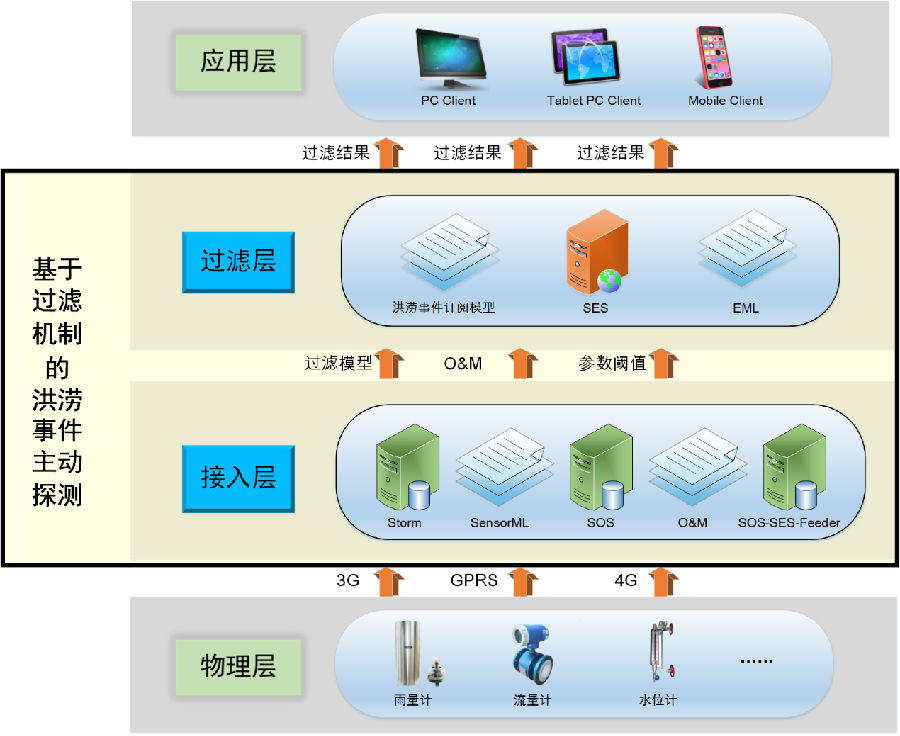 应用层
PC Client
Tablet PC Client
Mobile Client
过滤结果
过滤结果
过滤结果
基于
过滤
机制
的
洪涝
事件
主动
探测
过滤层
洪涝事件订阅模型
SES
EML
过滤模型
O&M
参数阈值
接入层
Storm
SensorML
SOS
O&M
SOS-SES-Feeder
3G
GPRS
4G
物理层
雨量计
流量计
水位计
……